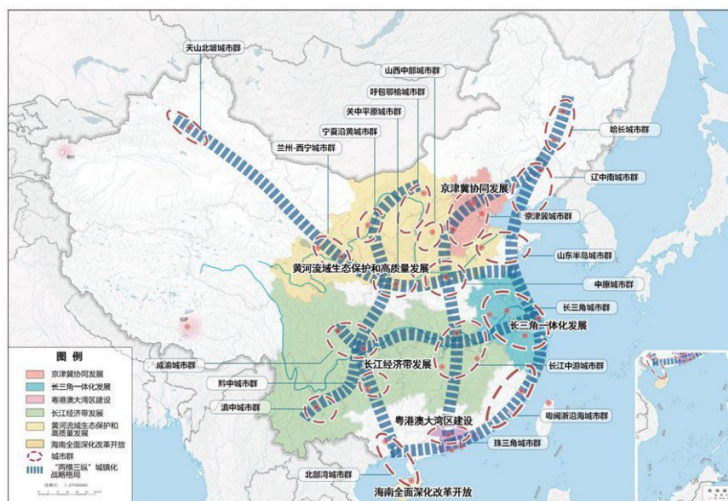 天山北坡城市群
山西中部城市群
呼包鄂榆城市群
关中平原城市群
宁夏沿黄城市群
兰州-西宁城市群
哈长城市群
辽中南城市群
京津冀协同发展
京津冀城市群
山东半岛城市群
黄河流域生态保护和高质量发展
中原城市群
长三角城市群
长三角一体化发展
成渝城市群
长江经济带发展
长江中游城市群
黔中城市群
滇中城市群
粤港澳大湾区建设
粤闽浙沿海城市群
珠三角城市群
北部湾城市群
海南全面深化改革开放
图 例
京津冀协同发展
长三角一体化发展
粤港澳大湾区建设
长江经济带发展
黄河流域生态保护和
高质量发展
海南全面深化改革开放
城市群
“两横三纵”城镇化
战略格局